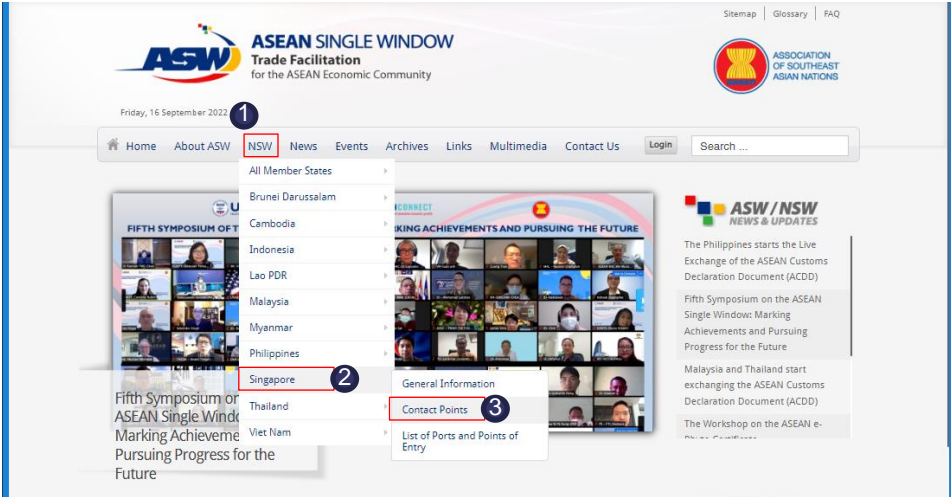 Sitemap | Glossary | FAQ
ASW
ASEAN SINGLE WINDOW
Trade Facilitation
for the ASEAN Economic Community
ASSOCIATION
OF SOUTHEAST
ASIAN NATIONS
Friday, 16 September 2022
1
Home About ASW NSW News Events Archives Links Multimedia Contact Us Login Search ...
All Member States
Brunei Darussalam
Cambodia
Indonesia
Lao PDR
Malaysia
Myanmar
Philippines
Singapore 2
Thailand
Viet Nam
General Information
Contact Points 3
List of Ports and Points of
Entry
CONNECT
FIFTH SYMPOSIUM OF T
KING ACHIEVEMENTS AND PURSUING THE FUTURE
Fifth Symposium on
ASEAN Single Windo
Marking Achieveme
Pursuing Progress for the
Future
ASW / NSW
NEWS & UPDATES
The Philippines starts the Live
Exchange of the ASEAN Customs
Declaration Document (ACDD)
Fifth Symposium on the ASEAN
Single Window: Marking
Achievements and Pursuing
Progress for the Future
Malaysia and Thailand start
exchanging the ASEAN Customs
Declaration Document (ACDD)
The Workshop on the ASEAN e-